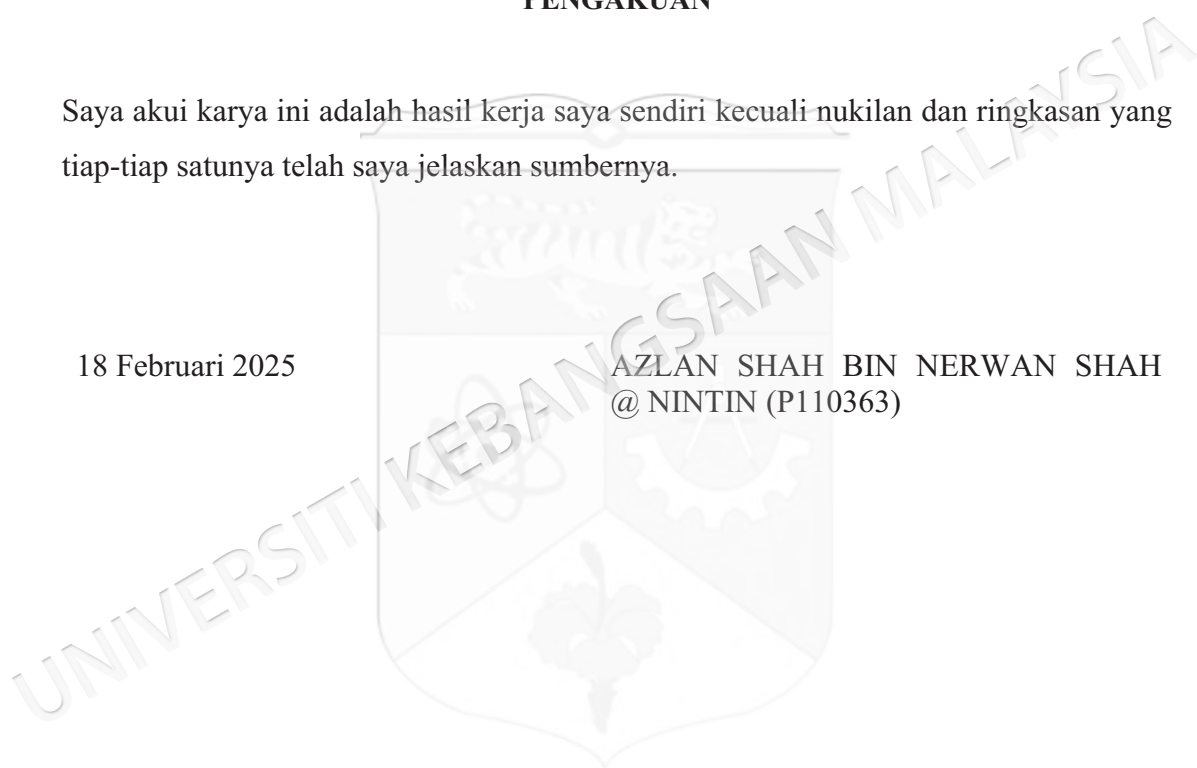 PENGAKUAN
Saya akui karya ini adalah hasil kerja saya sendiri kecuali nukilan dan ringkasan yang
tiap-tiap satunya telah saya jelaskan sumbernya.
18 Februari 2025
AZLAN SHAH BIN NERWAN SHAH
@ NINTIN (P110363)
UNIVERSITI KEBANGSAAN MALAYSIA